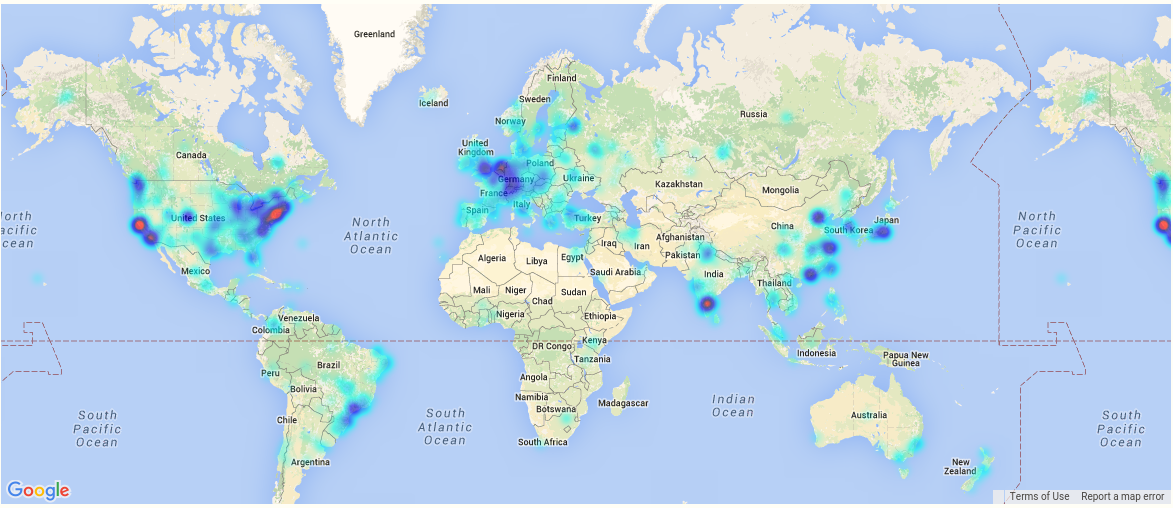 Greenland
Finland
Iceland
Sweden
Russia
Norway
United
Kingdom
Canada
Poland
Germany
Ukraine
Kazakhstan
Mongolia
France
Italy
Spain
Turkey
United States
North
Atlantic
Ocean
North
Pacific
Ocean
orth
acific
cean
Japan
South Korea
China
Afghanistan
Iraq
Iran
Pakistan
Algeria
Libya
Egypt
Saudi Arabia
India
Mexico
Mali
Niger
Chad
Sudan
Thailand
Venezuela
Nigeria
Ethiopia
Colombia
DR Congo
Kenya
Tanzania
Indonesia
Papua New
Guinea
Peru
Brazil
Bolivia
Angola
Namibia
Botswana
Madagascar
Indian
Ocean
South
Pacific
Ocean
South
Atlantic
Ocean
Chile
Australia
South
Pacific
Ocean
South Africa
Argentina
New
Zealand
Google
Terms of Use
Report a map error